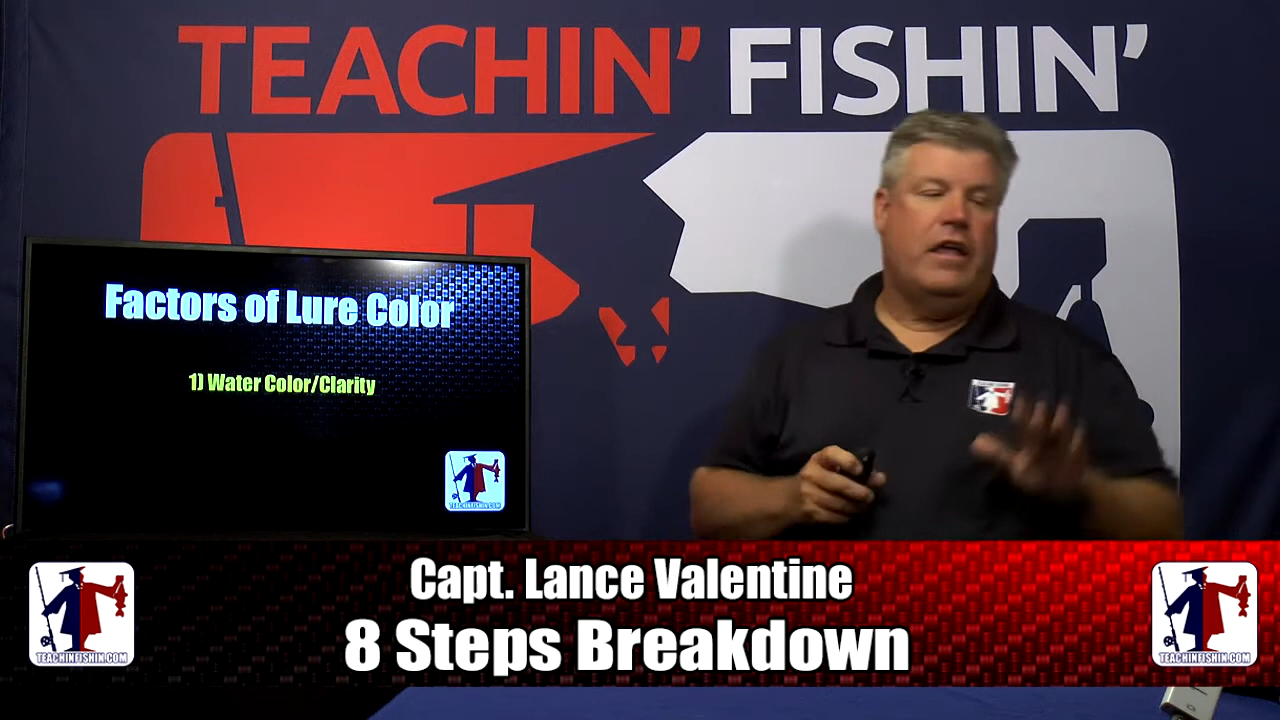 TEACHIN' FISHIN'
Factors of Lure Color
1) Water Color/Clarity
TEACHINFISHIN.COM
Capt. Lance Valentine
8 Steps Breakdown
TEACHINFISHIN.COM
TEACHINFISHIN.COM